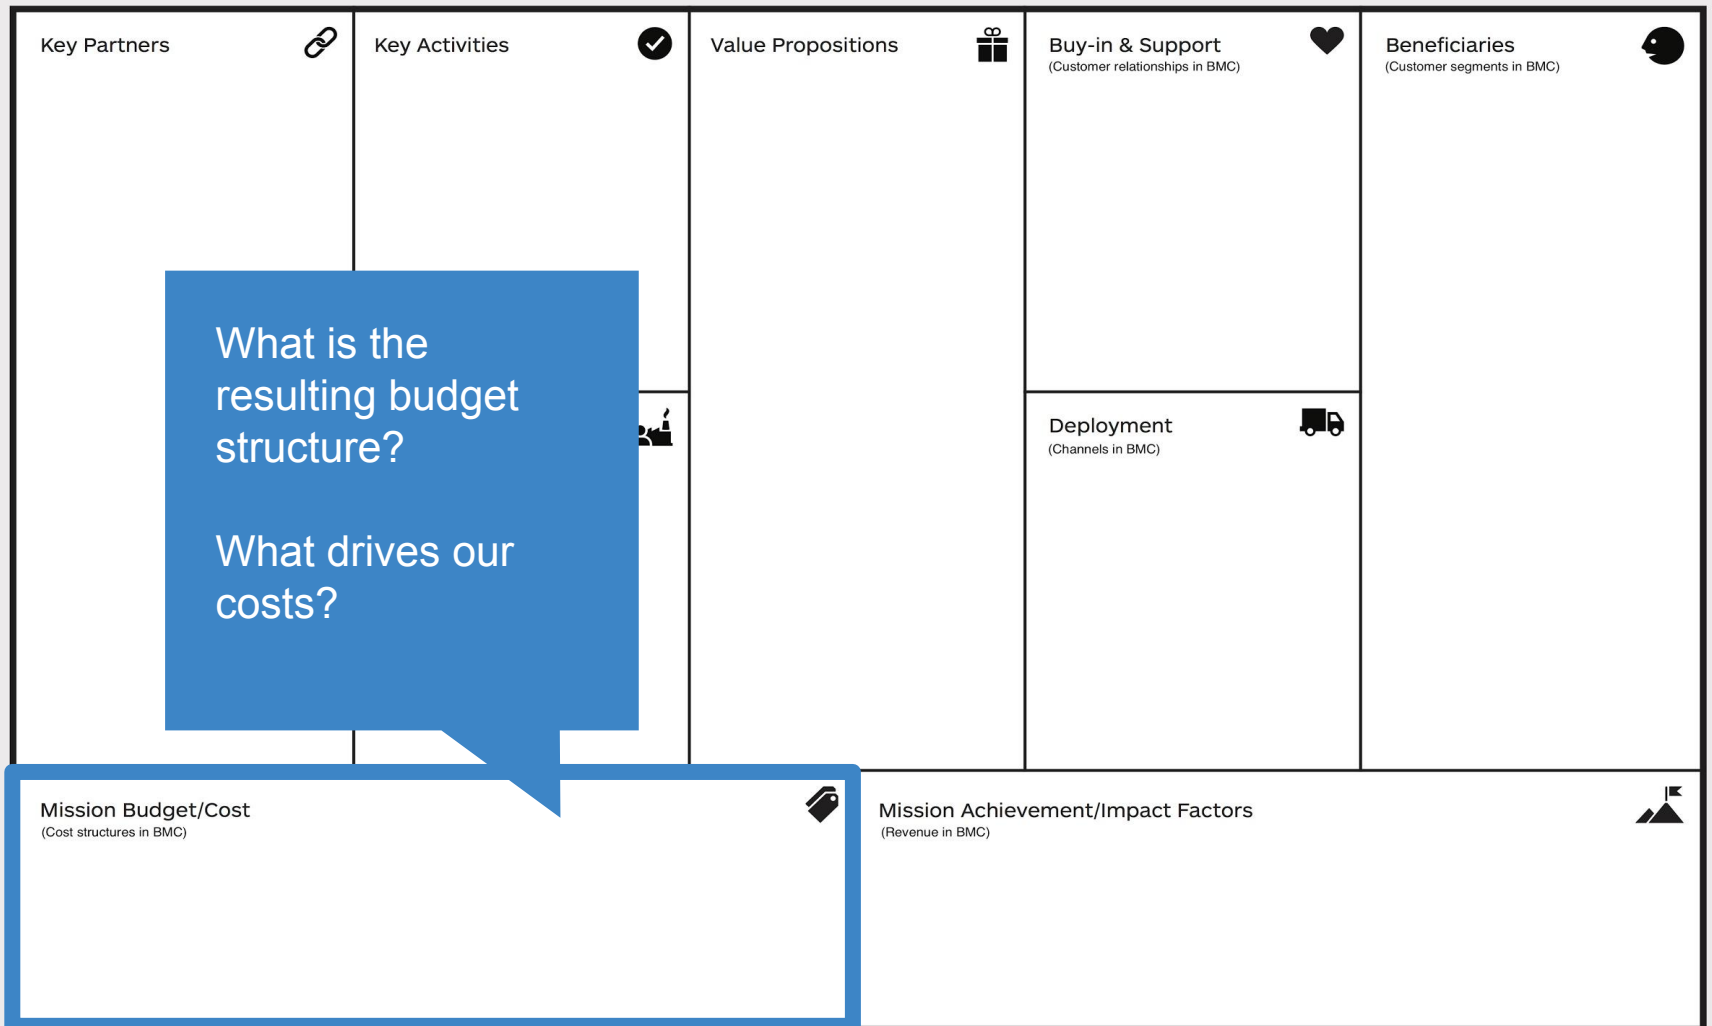 Key Partners
Key Activities
Value Propositions
Buy-in & Support
(Customer relationships in BMC)
Beneficiaries
(Customer segments in BMC)
What is the
resulting budget
structure?
What drives our
costs?
Deployment
(Channels in BMC)
Mission Budget/Cost
(Cost structures in BMC)
Mission Achievement/Impact Factors
(Revenue in BMC)